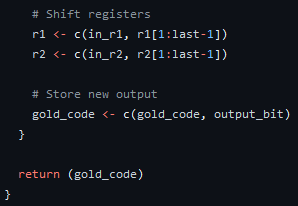 # Shift registers
r1 <- c(in_r1, r1[1:last-1])
r2 <- c(in_r2, r2[1:last-1])
# Store new output
gold_code <- c(gold_code, output_bit)
}
return (gold_code)
}